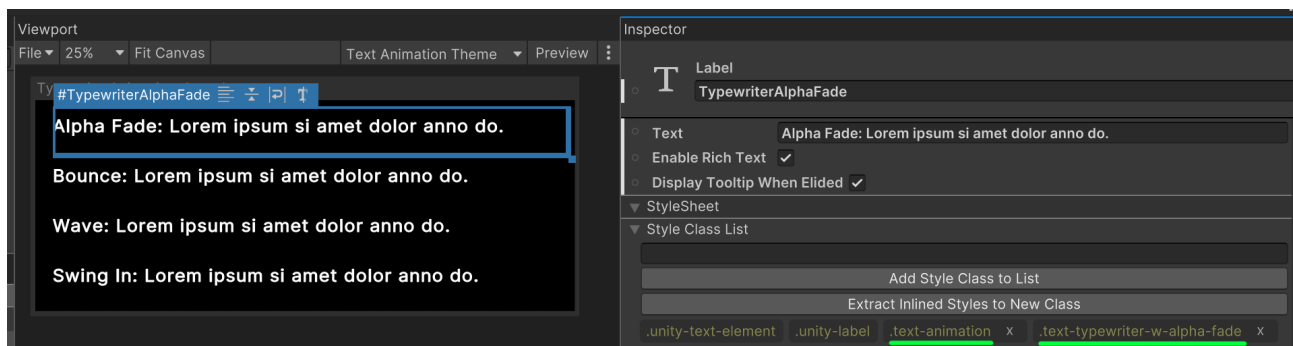 Viewport
File 25% Fit Canvas Text Animation Theme Preview
#TypewriterAlphaFade
Alpha Fade: Lorem ipsum si amet dolor anno do.
Bounce: Lorem ipsum si amet dolor anno do.
Wave: Lorem ipsum si amet dolor anno do.
Swing In: Lorem ipsum si amet dolor anno do.
Inspector
T Label
TypewriterAlphaFade
Text Alpha Fade: Lorem ipsum si amet dolor anno do.
Enable Rich Text
Display Tooltip When Elided
StyleSheet
Style Class List
Add Style Class to List
Extract Inlined Styles to New Class
.unity-text-element .unity-label .text-animation x .text-typewriter-w-alpha-fade x